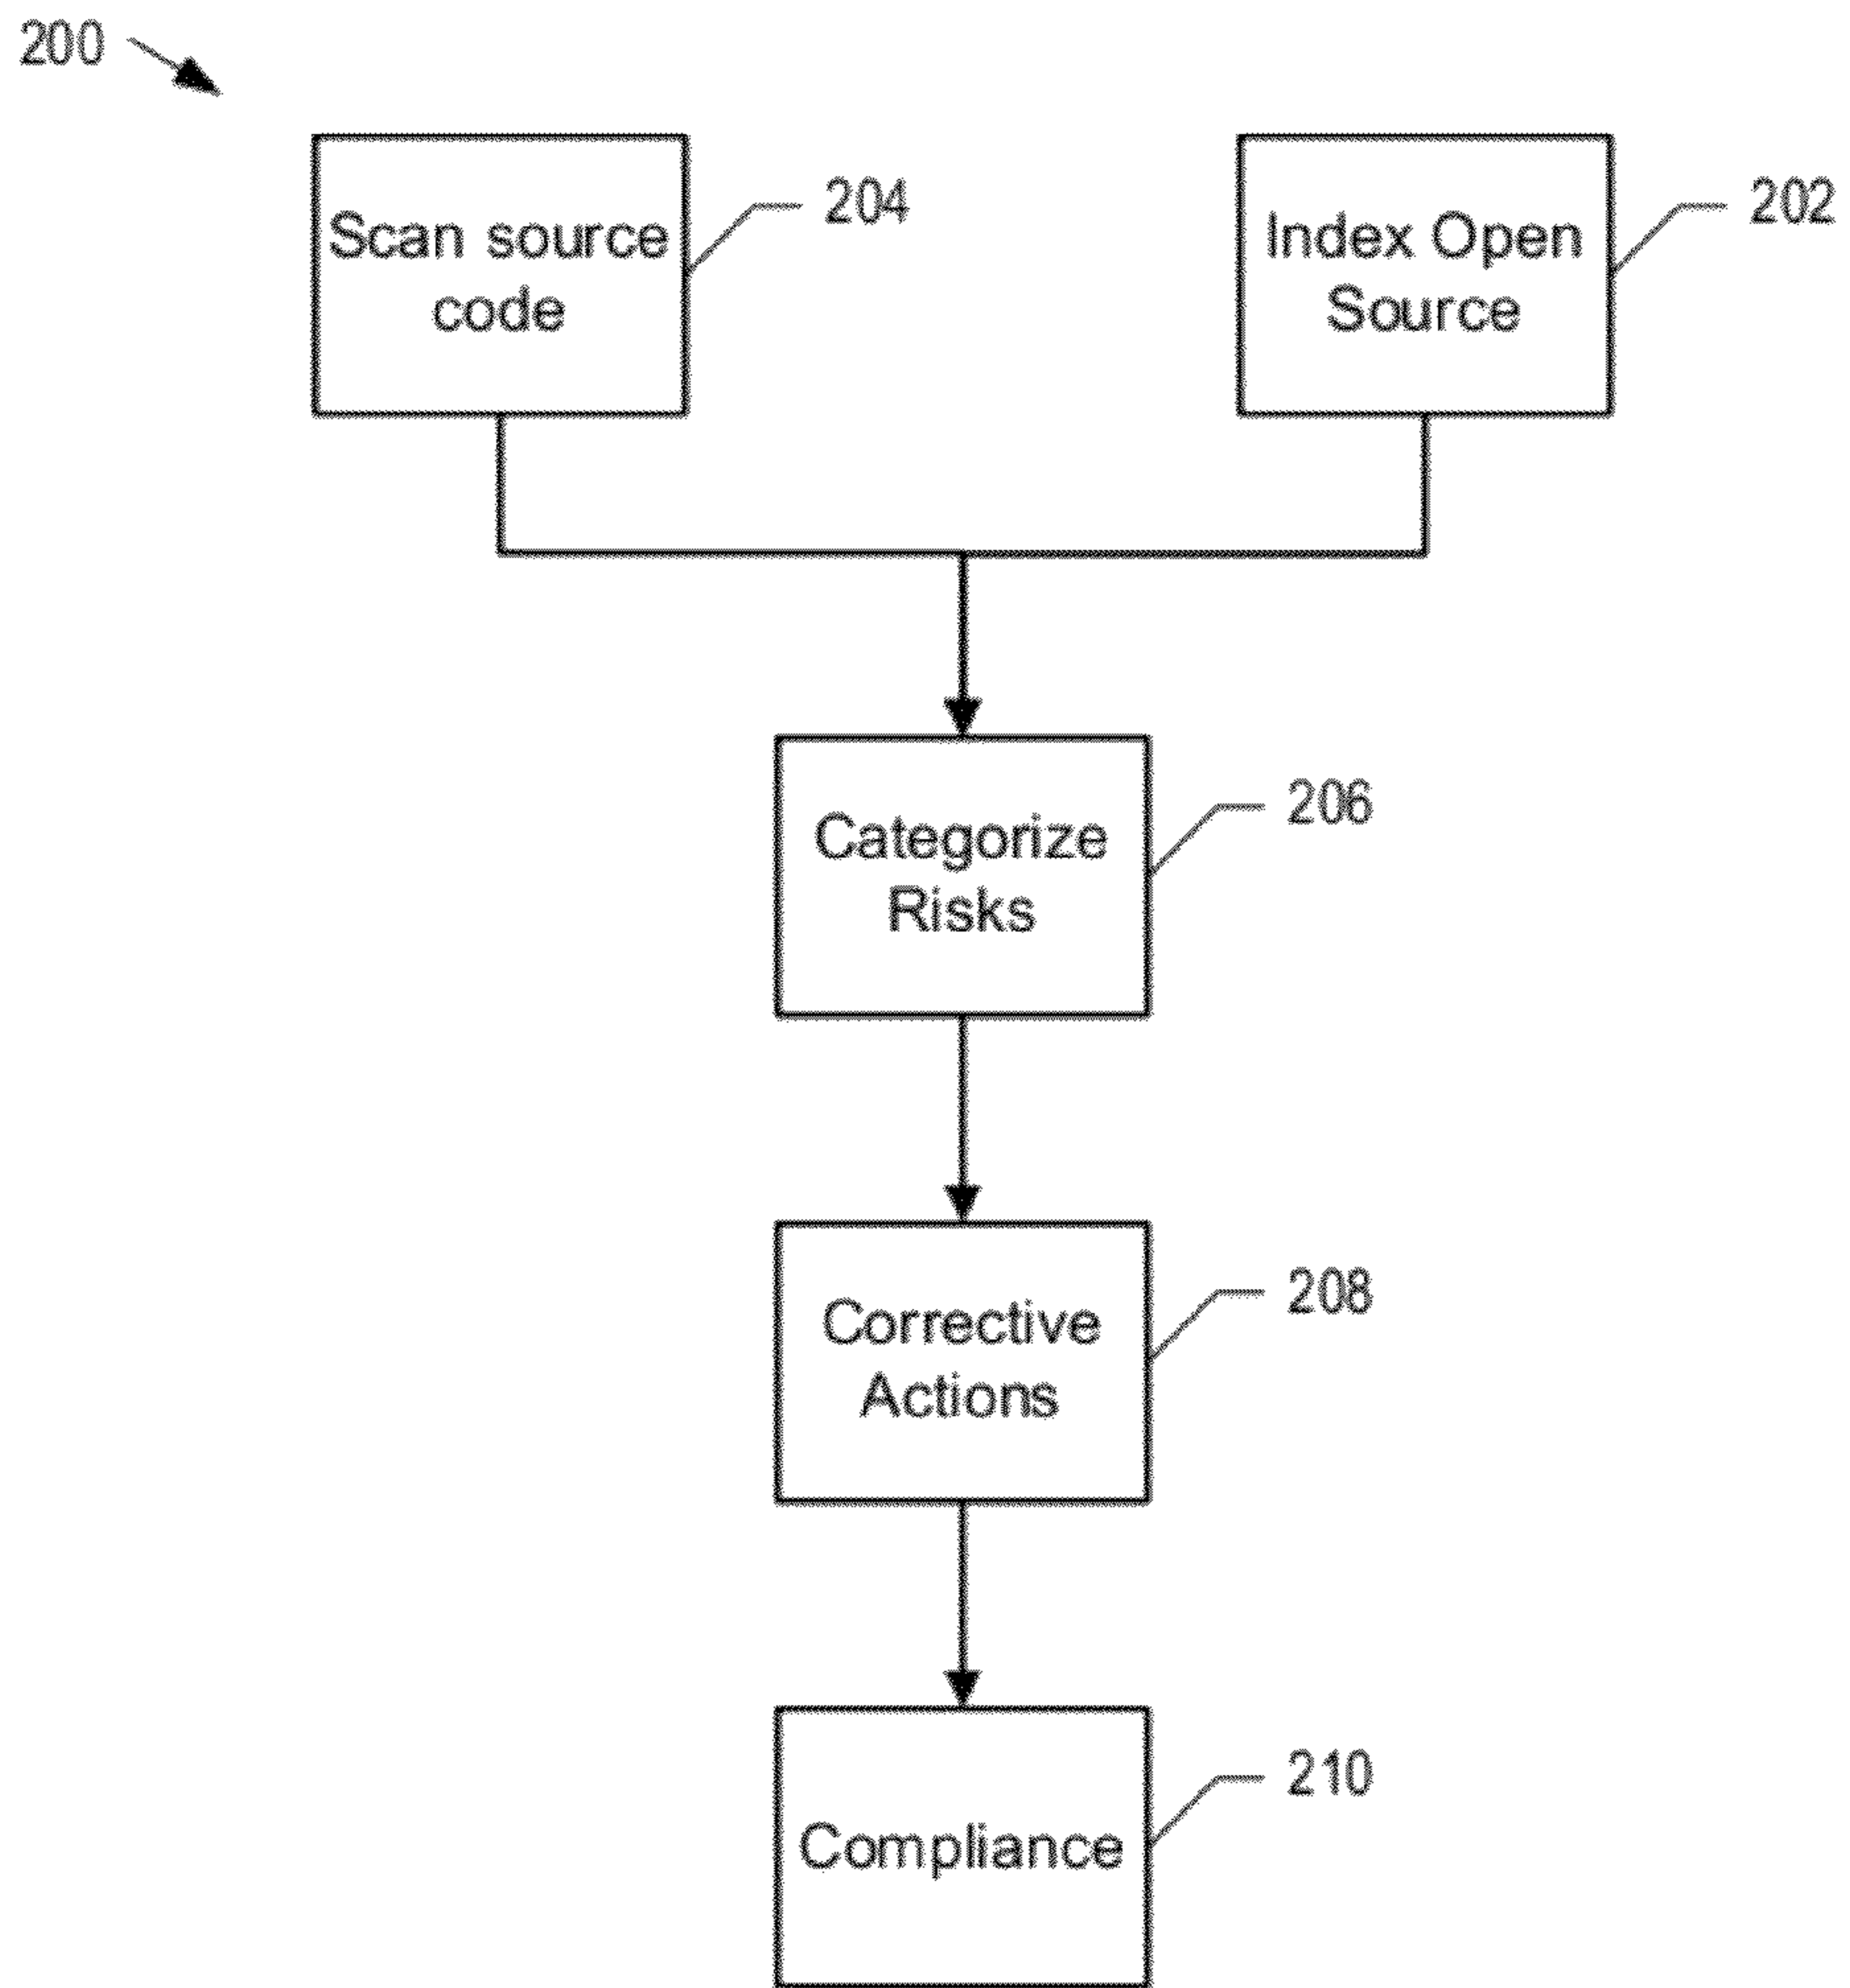 200
Scan source
code
204
Index Open
Source
202
Categorize
Risks
206
Corrective
Actions
208
Compliance
210